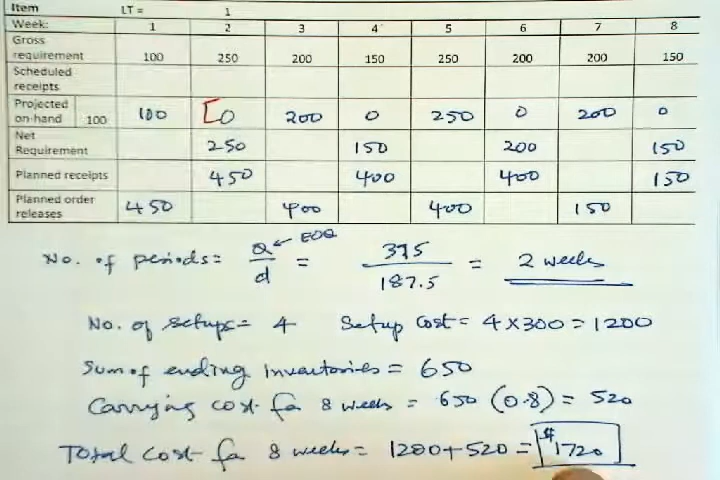 Item LT = 1
Week: 1 2 3 4 5 6 7 8
Gross requirement 100 250 200 150 250 200 200 150
Scheduled receipts
Projected on-hand 100 100 [0 200 0 250 0 200 0
Net Requirement 250 150 200 150
Planned receipts 450 400 400 150
Planned order releases 450 400 400 150
No. of periods = Q/d ← EOQ = 375/187.5 = 2 weeks
No. of setups = 4 Setup cost = 4 X 300 = 1200
Sum of ending Inventories = 650
Carrying cost for 8 weeks = 650 (0.8) = 520
Total cost for 8 weeks = 1200 + 520 = $1720